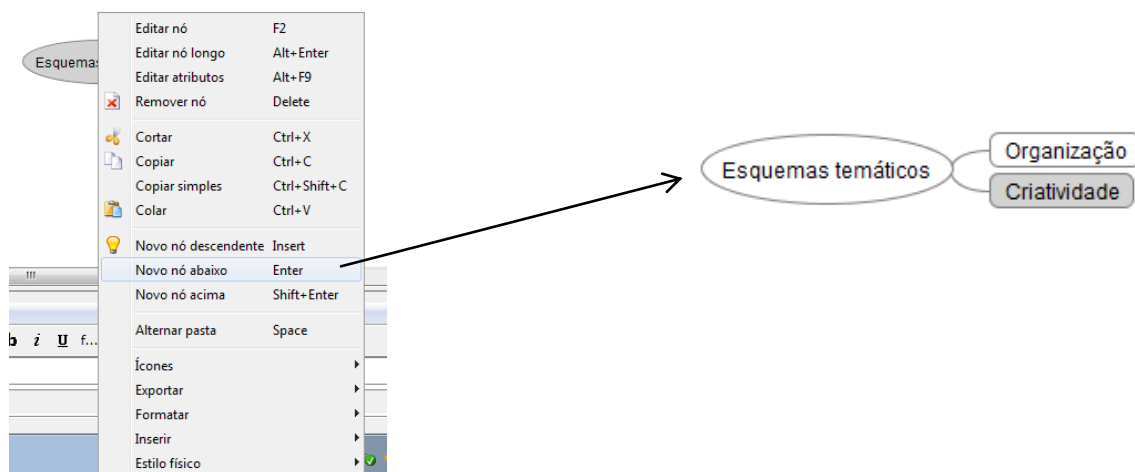 Esquema
Editar nó F2
Editar nó longo Alt+Enter
Editar atributos Alt+F9
Remover nó Delete
Cortar Ctrl+X
Copiar Ctrl+C
Copiar simples Ctrl+Shift+C
Colar Ctrl+V
Novo nó descendente Insert
Novo nó abaixo Enter
Novo nó acima Shift+Enter
Alternar pasta Space
Ícones
Exportar
Formatar
Inserir
Estilo físico
b i U f...
Esquemas temáticos
Organização
Criatividade